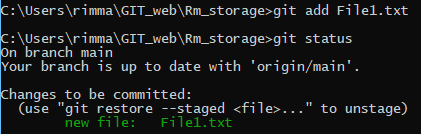 C:\Users\rimma\GIT_web\Rm_storage>git add File1.txt
C:\Users\rimma\GIT_web\Rm_storage>git status
On branch main
Your branch is up to date with 'origin/main'.
Changes to be committed:
  (use "git restore --staged <file>..." to unstage)
        new file:   File1.txt